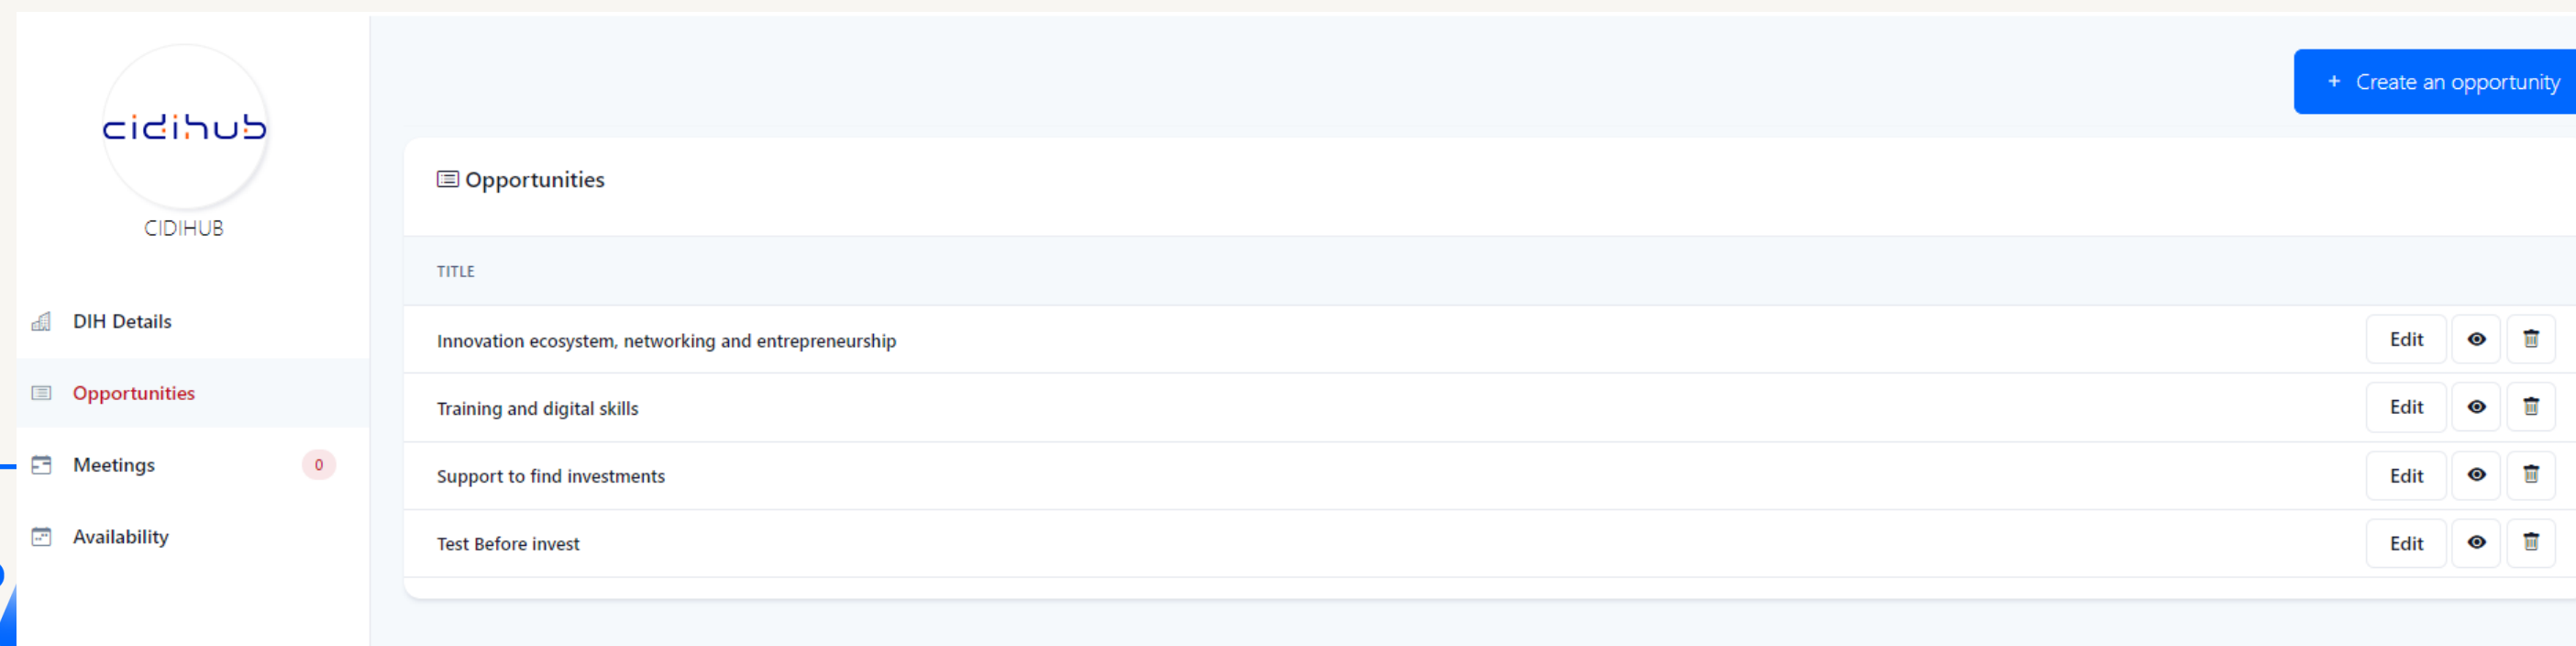 cidihub
CIDIHUB
DIH Details
Opportunities
Meetings 0
Availability
+ Create an opportunity
Opportunities
TITLE
Innovation ecosystem, networking and entrepreneurship Edit
Training and digital skills Edit
Support to find investments Edit
Test Before invest Edit